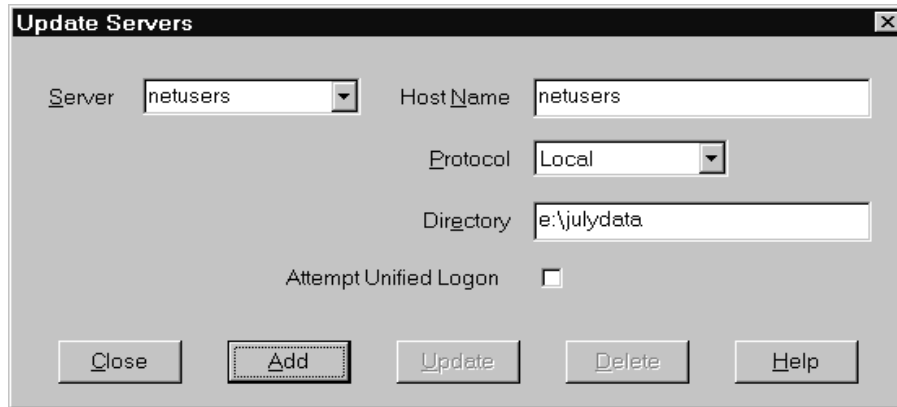 Update Servers
Server netusers Host Name netusers
Protocol Local
Directory e:\julydata
Attempt Unified Logon
Close Add Update Delete Help